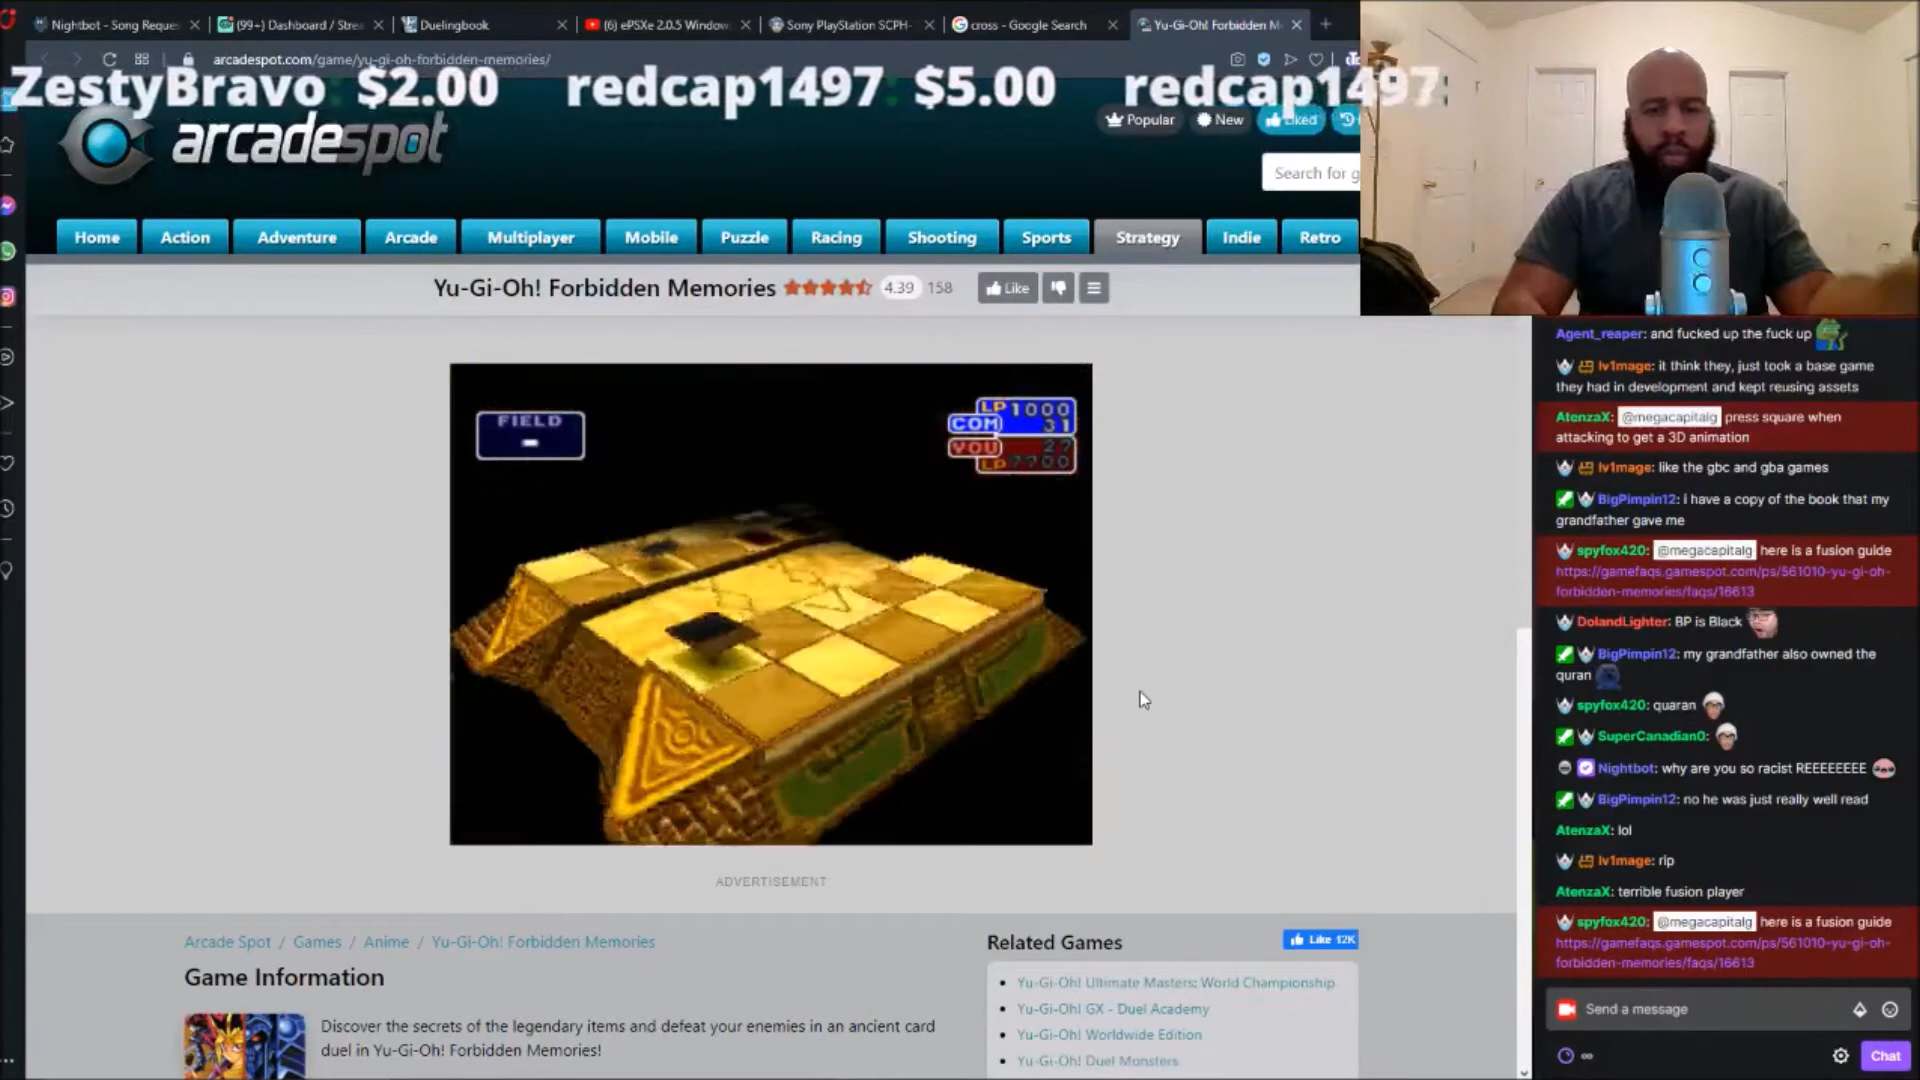 Nightbot - Song Reques
(99+) Dashboard / Stre
Duelingbook
(6) ePSXe 2.0.5 Window
Sony PlayStation SCPH-
cross - Google Search
Yu-Gi-Oh! Forbidden M
arcadespot.com/game/yu-gi-oh-forbidden-memories/
ZestyBravo: $2.00 redcap1497: $5.00 redcap1497:
arcadespot
Popular
New
Liked
Search for g
Home
Action
Adventure
Arcade
Multiplayer
Mobile
Puzzle
Racing
Shooting
Sports
Strategy
Indie
Retro
Yu-Gi-Oh! Forbidden Memories
4.39 158
Like
FIELD
LP 1000
COM 31
YOU 27
LP 7700
ADVERTISEMENT
Arcade Spot / Games / Anime / Yu-Gi-Oh! Forbidden Memories
Game Information
Discover the secrets of the legendary items and defeat your enemies in an ancient card
duel in Yu-Gi-Oh! Forbidden Memories!
Related Games
Like 12K
Yu-Gi-Oh! Ultimate Masters: World Championship
Yu-Gi-Oh! GX - Duel Academy
Yu-Gi-Oh! Worldwide Edition
Yu-Gi-Oh! Duel Monsters
Agent_reaper: and fucked up the fuck up
lv1mage: it think they, just took a base game
they had in development and kept reusing assets
AtenzaX: @megacapitalg press square when
attacking to get a 3D animation
lv1mage: like the gbc and gba games
BigPimpin12: i have a copy of the book that my
grandfather gave me
spyfox420: @megacapitalg here is a fusion guide
https://gamefaqs.gamespot.com/ps/561010-yu-gi-oh-
forbidden-memories/faqs/16613
DolandLighter: BP is Black
BigPimpin12: my grandfather also owned the
quran
spyfox420: quaran
SuperCanadian0:
Nightbot: why are you so racist REEEEEEEE
BigPimpin12: no he was just really well read
AtenzaX: lol
lv1mage: rip
AtenzaX: terrible fusion player
spyfox420: @megacapitalg here is a fusion guide
https://gamefaqs.gamespot.com/ps/561010-yu-gi-oh-
forbidden-memories/faqs/16613
Send a message
Chat